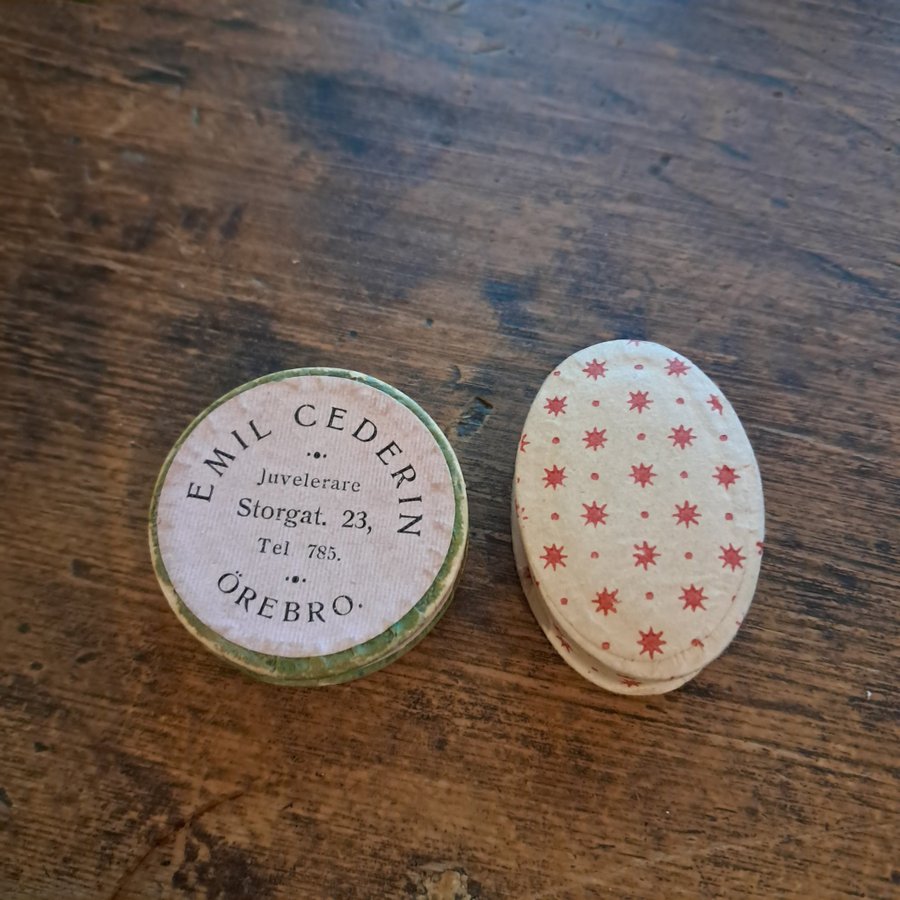 EMIL CEDERIN
Juvelerare
Storgat. 23,
Tel 785.
ÖREBRO.